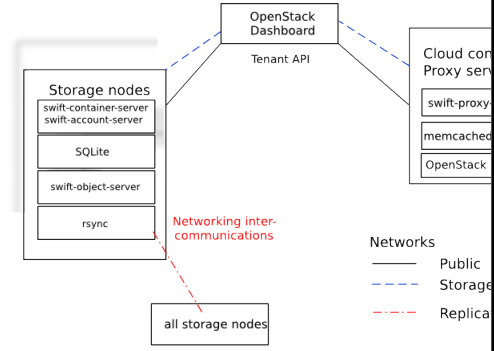 OpenStack
Dashboard
Tenant API
Storage nodes
swift-container-server
swift-account-server
SQLite
swift-object-server
rsync
Networking inter-
communications
all storage nodes
Cloud con
Proxy ser
swift-proxy-
memcached
OpenStack
Networks
Public
Storage
Replica